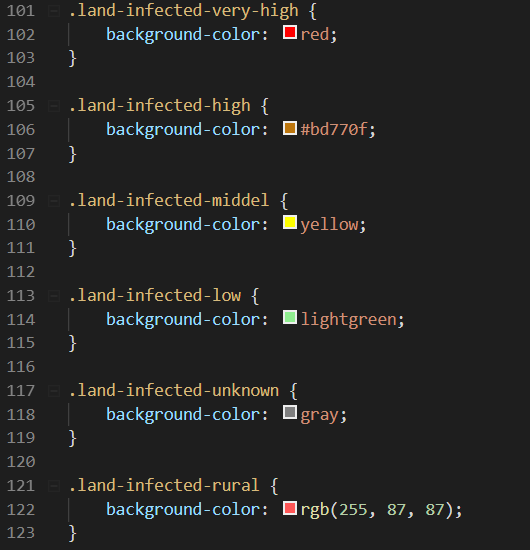 101 .land-infected-very-high {
102 background-color: red;
103 }
104
105 .land-infected-high {
106 background-color: #bd770f;
107 }
108
109 .land-infected-middel {
110 background-color: yellow;
111 }
112
113 .land-infected-low {
114 background-color: lightgreen;
115 }
116
117 .land-infected-unknown {
118 background-color: gray;
119 }
120
121 .land-infected-rural {
122 background-color: rgb(255, 87, 87);
123 }